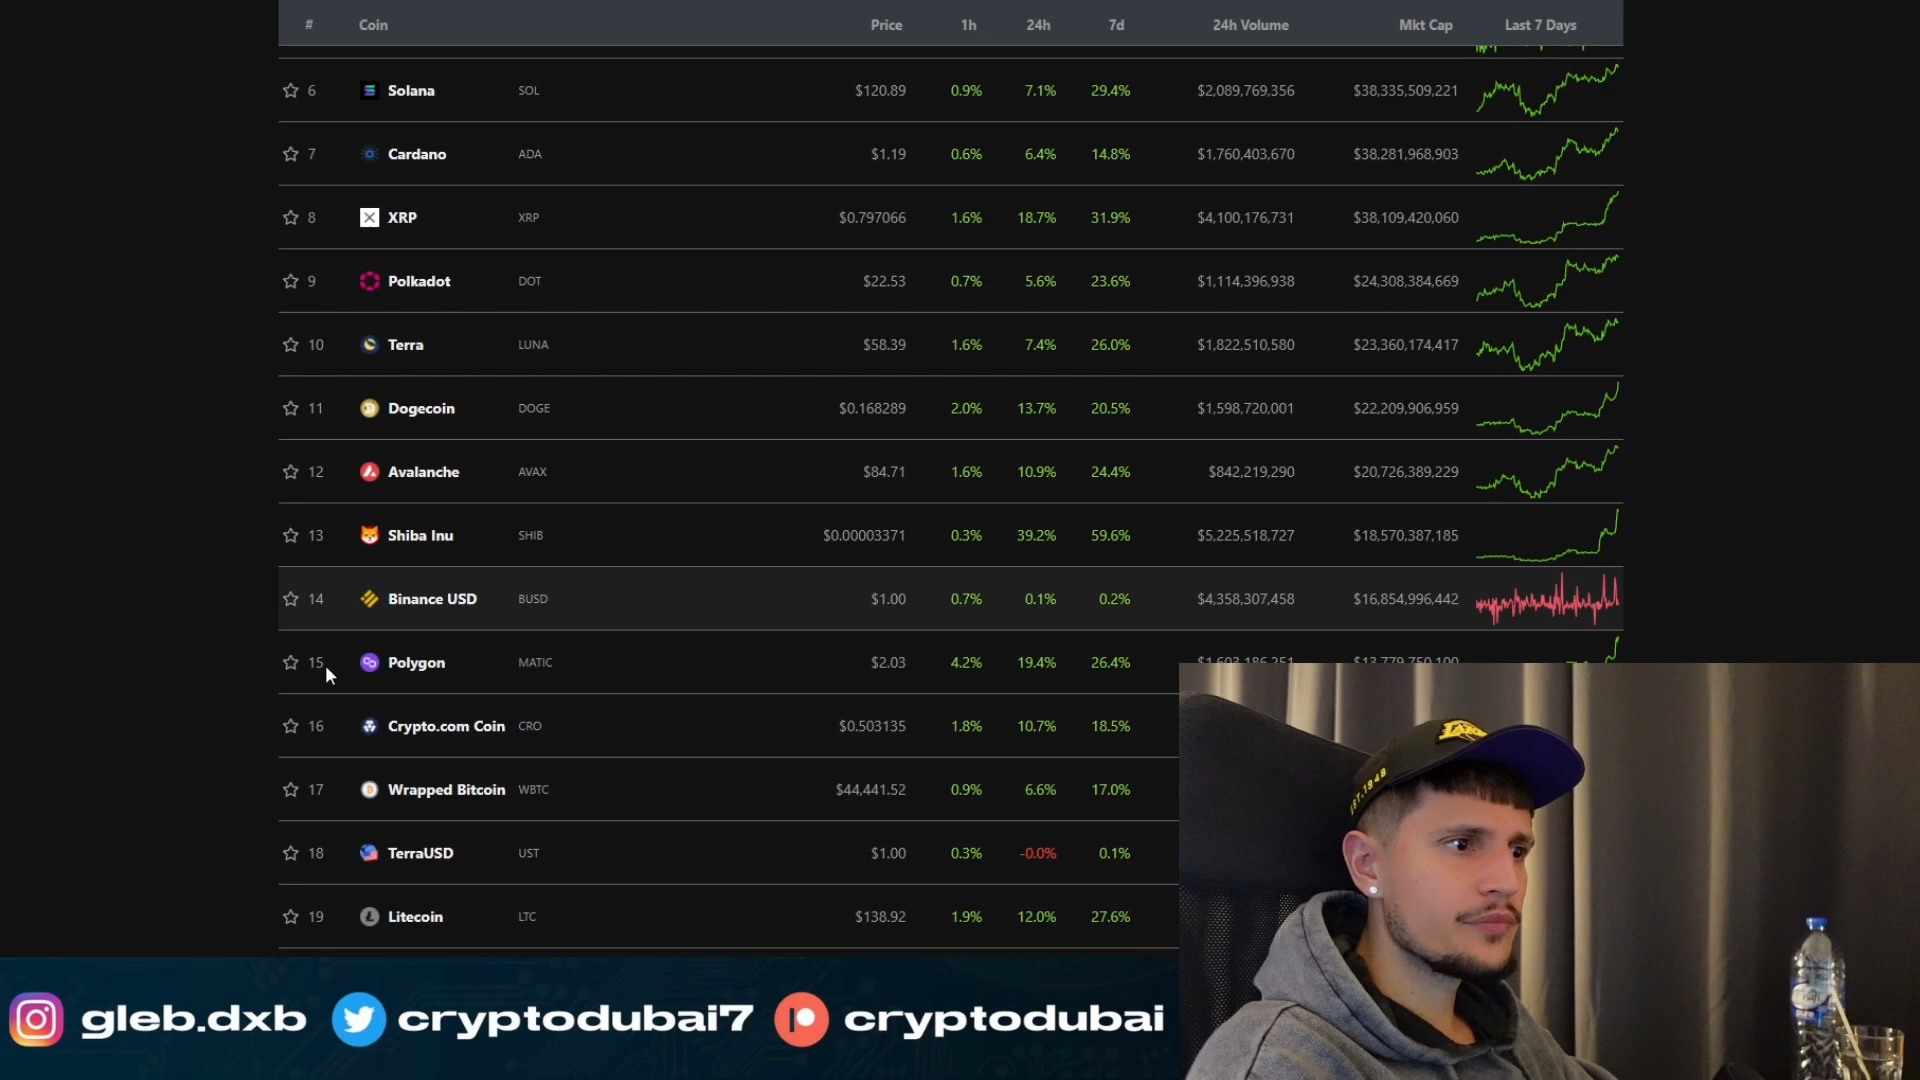 # Coin Price 1h 24h 7d 24h Volume Mkt Cap Last 7 Days
6 Solana SOL $120.89 0.9% 7.1% 29.4% $2,089,769,356 $38,335,509,221
7 Cardano ADA $1.19 0.6% 6.4% 14.8% $1,760,403,670 $38,281,968,903
8 XRP XRP $0.797066 1.6% 18.7% 31.9% $4,100,176,731 $38,109,420,060
9 Polkadot DOT $22.53 0.7% 5.6% 23.6% $1,114,396,938 $24,308,384,669
10 Terra LUNA $58.39 1.6% 7.4% 26.0% $1,822,510,580 $23,360,174,417
11 Dogecoin DOGE $0.168289 2.0% 13.7% 20.5% $1,598,720,001 $22,209,906,959
12 Avalanche AVAX $84.71 1.6% 10.9% 24.4% $842,219,290 $20,726,389,229
13 Shiba Inu SHIB $0.00003371 0.3% 39.2% 59.6% $5,225,518,727 $18,570,387,185
14 Binance USD BUSD $1.00 0.7% 0.1% 0.2% $4,358,307,458 $16,854,996,442
15 Polygon MATIC $2.03 4.2% 19.4% 26.4%
16 Crypto.com Coin CRO $0.503135 1.8% 10.7% 18.5%
17 Wrapped Bitcoin WBTC $44,441.52 0.9% 6.6% 17.0%
18 TerraUSD UST $1.00 0.3% -0.0% 0.1%
19 Litecoin LTC $138.92 1.9% 12.0% 27.6%
EST.1948
gleb.dxb cryptodubai7 cryptodubai